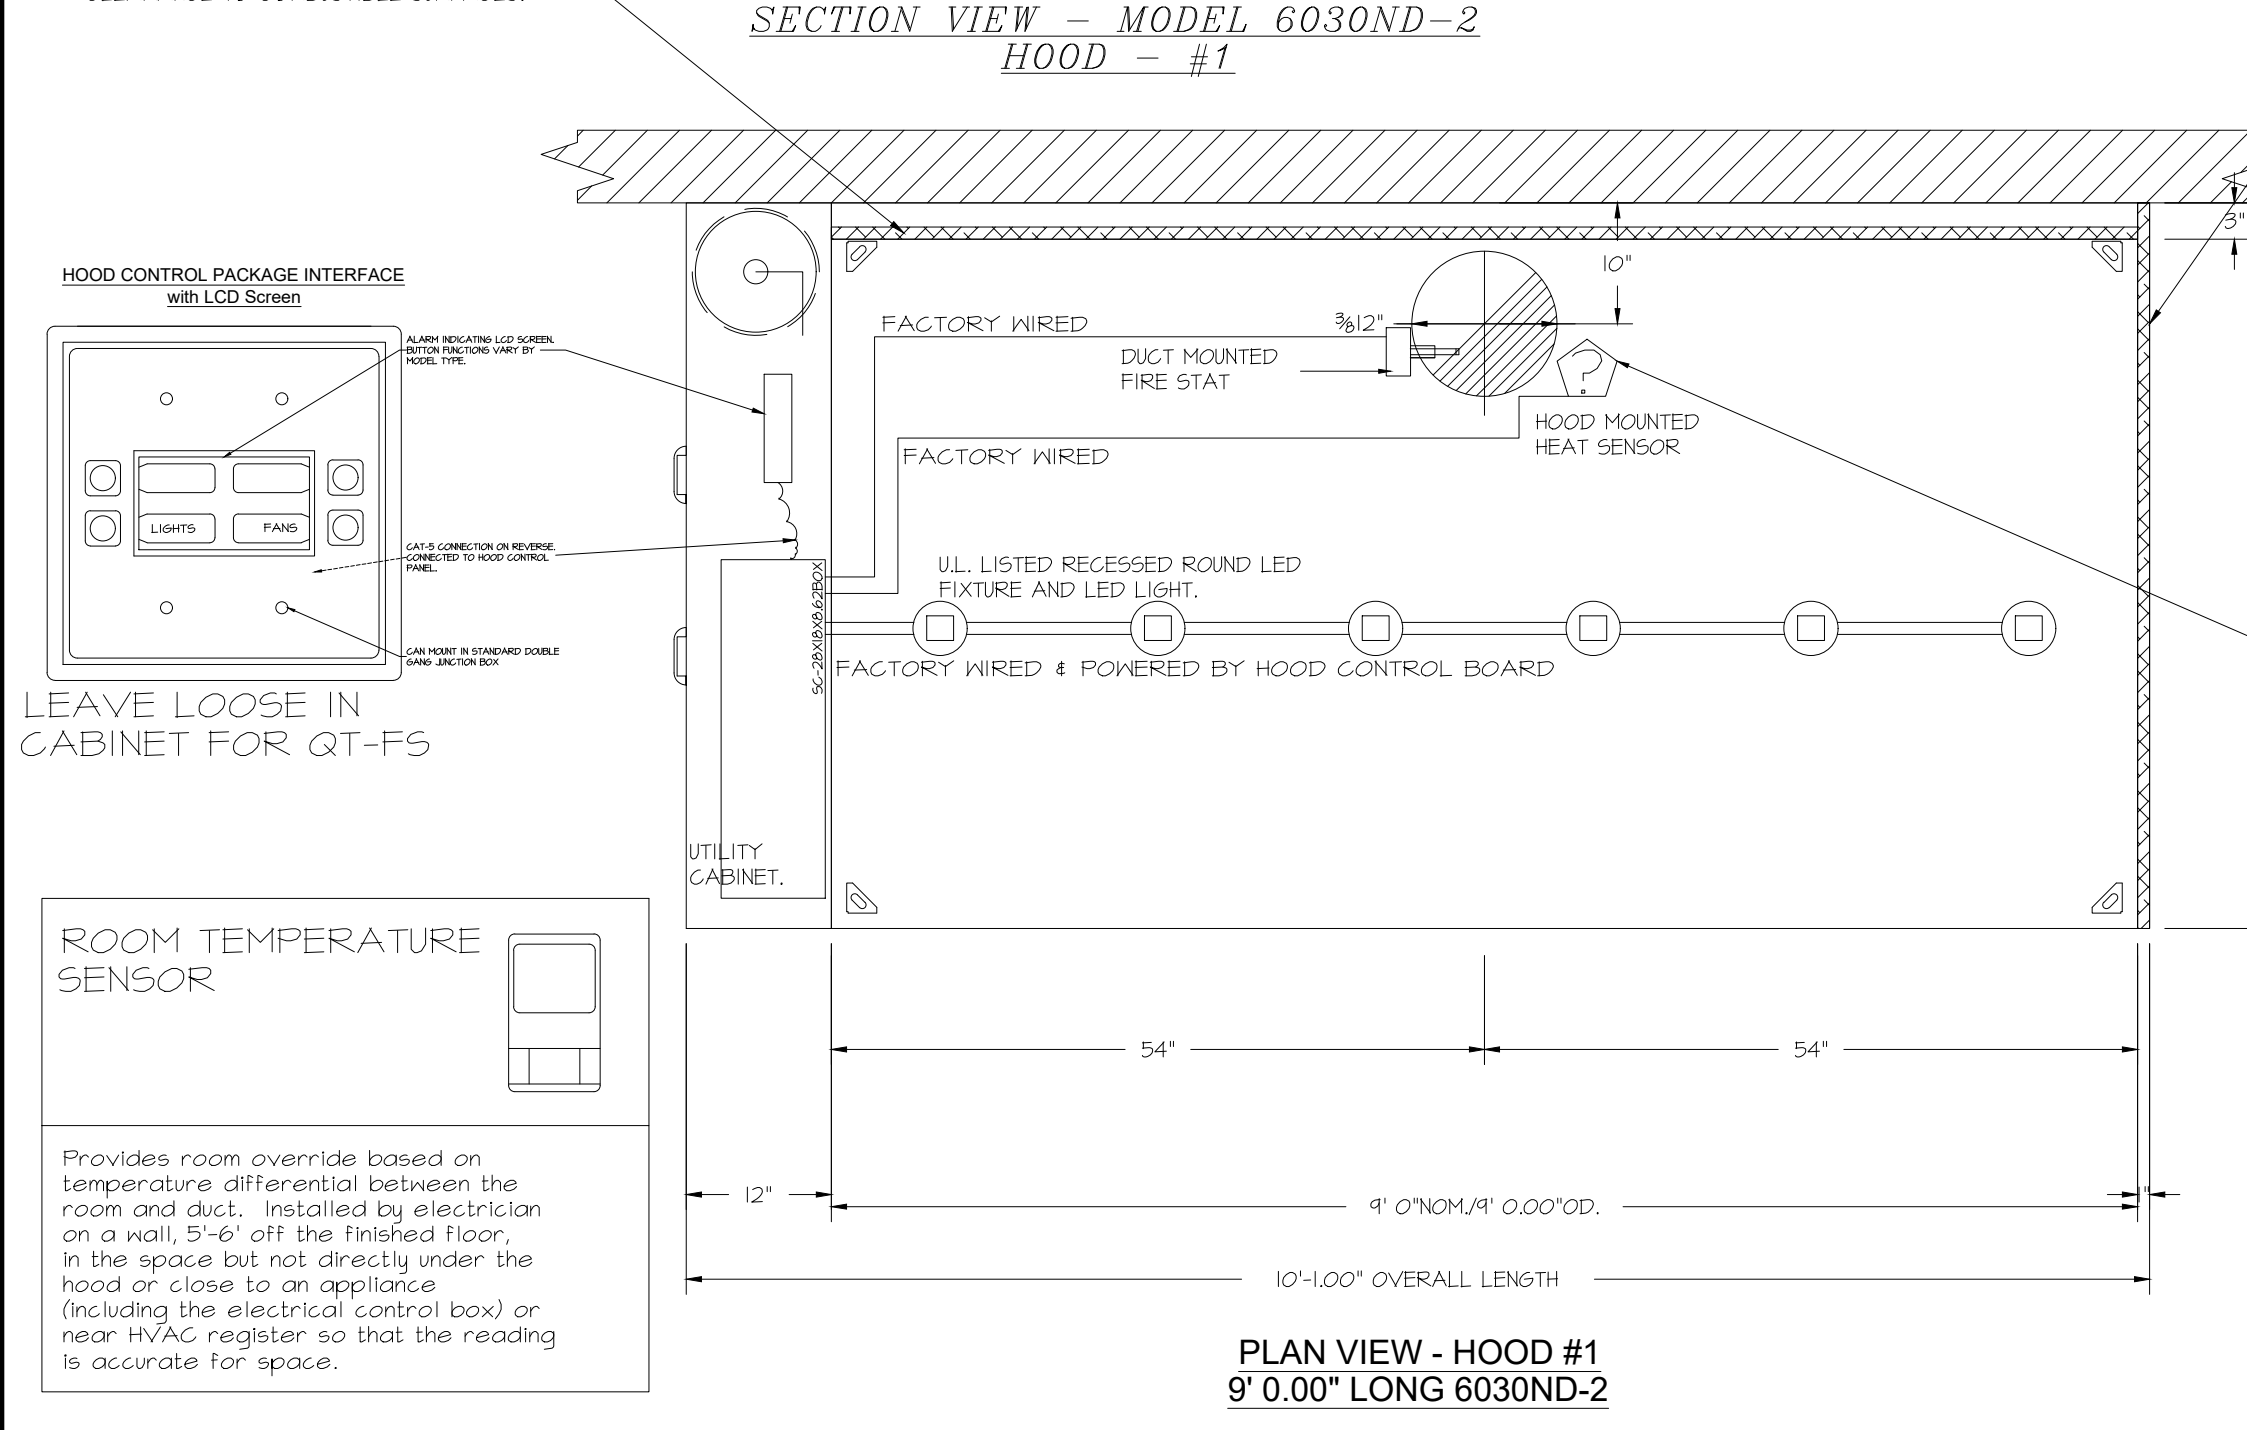 SECTION VIEW - MODEL 6030ND-2
HOOD - #1
3"
10"
HOOD CONTROL PACKAGE INTERFACE
with LCD Screen
ALARM INDICATING LCD SCREEN.
BUTTON FUNCTIONS VARY BY
MODEL TYPE.
LIGHTS
FANS
CAT-5 CONNECTION ON REVERSE.
CONNECTED TO HOOD CONTROL
PANEL.
CAN MOUNT IN STANDARD DOUBLE
GANG JUNCTION BOX
LEAVE LOOSE IN
CABINET FOR QT-FS
FACTORY WIRED
12"
DUCT MOUNTED
FIRE STAT
?
HOOD MOUNTED
HEAT SENSOR
FACTORY WIRED
U.L. LISTED RECESSED ROUND LED
FIXTURE AND LED LIGHT.
SC-28X18X8.62BOX
FACTORY WIRED & POWERED BY HOOD CONTROL BOARD
UTILITY
CABINET.
ROOM TEMPERATURE
SENSOR
Provides room override based on
temperature differential between the
room and duct. Installed by electrician
on a wall, 5'-6' off the finished floor,
in the space but not directly under the
hood or close to an appliance
(including the electrical control box) or
near HVAC register so that the reading
is accurate for space.
54"
54"
12"
9' 0"NOM./9' 0.00"OD.
1"
10'-1.00" OVERALL LENGTH
PLAN VIEW - HOOD #1
9' 0.00" LONG 6030ND-2